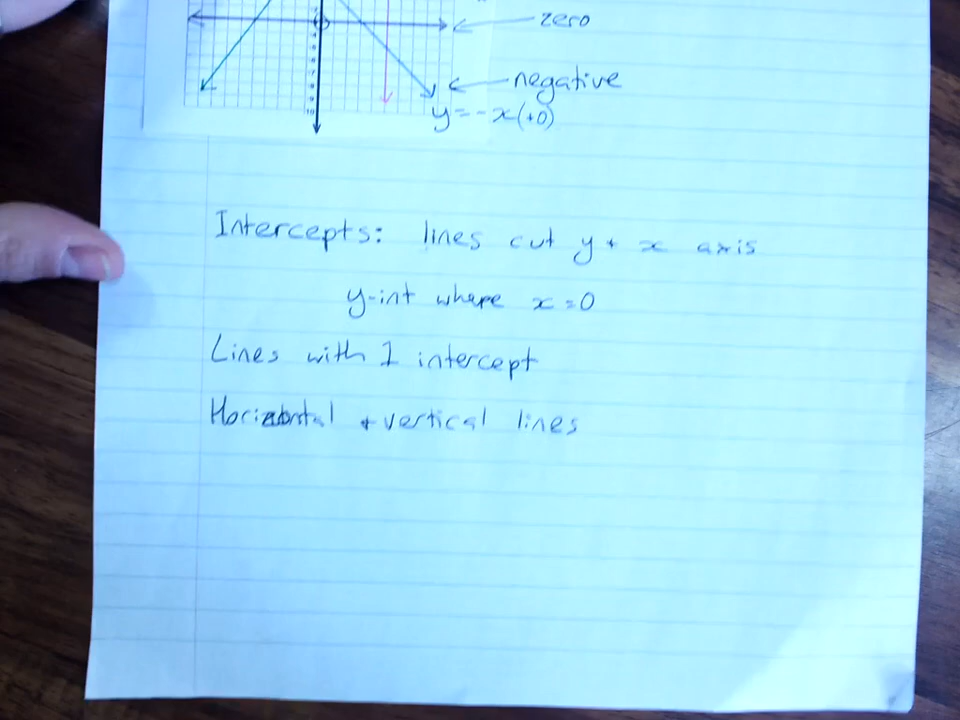 zero
negative
y = - x(+0)
Intercepts: lines cut y + x axis
y-int where x = 0
Lines with 1 intercept
Horizontal + vertical lines